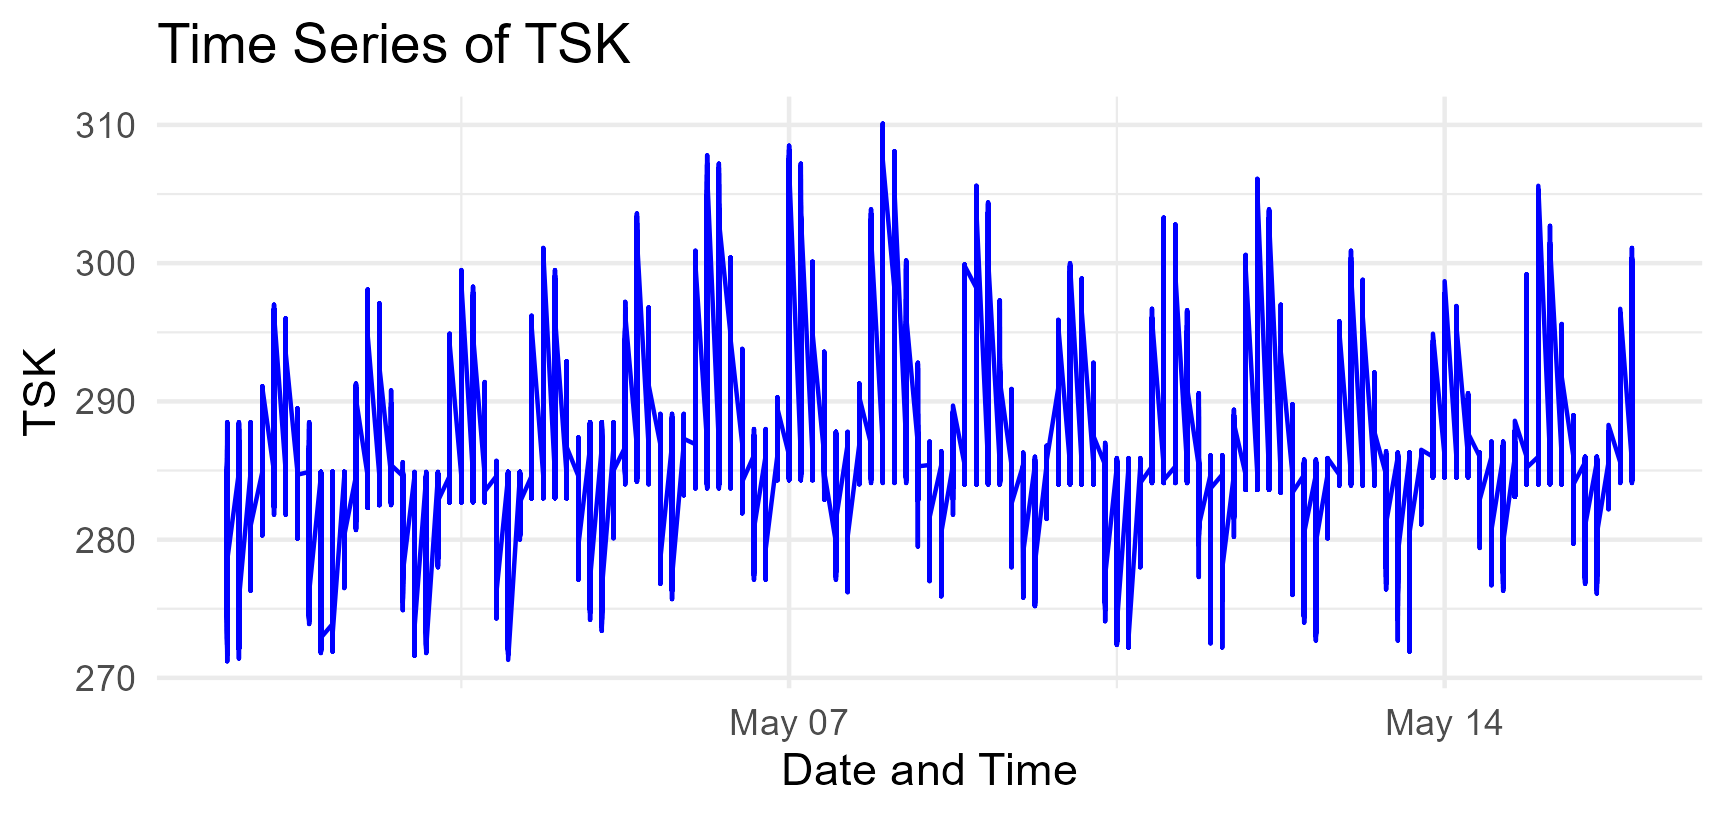 Time Series of TSK
310
300
290
280
270
TSK
May 07
May 14
Date and Time